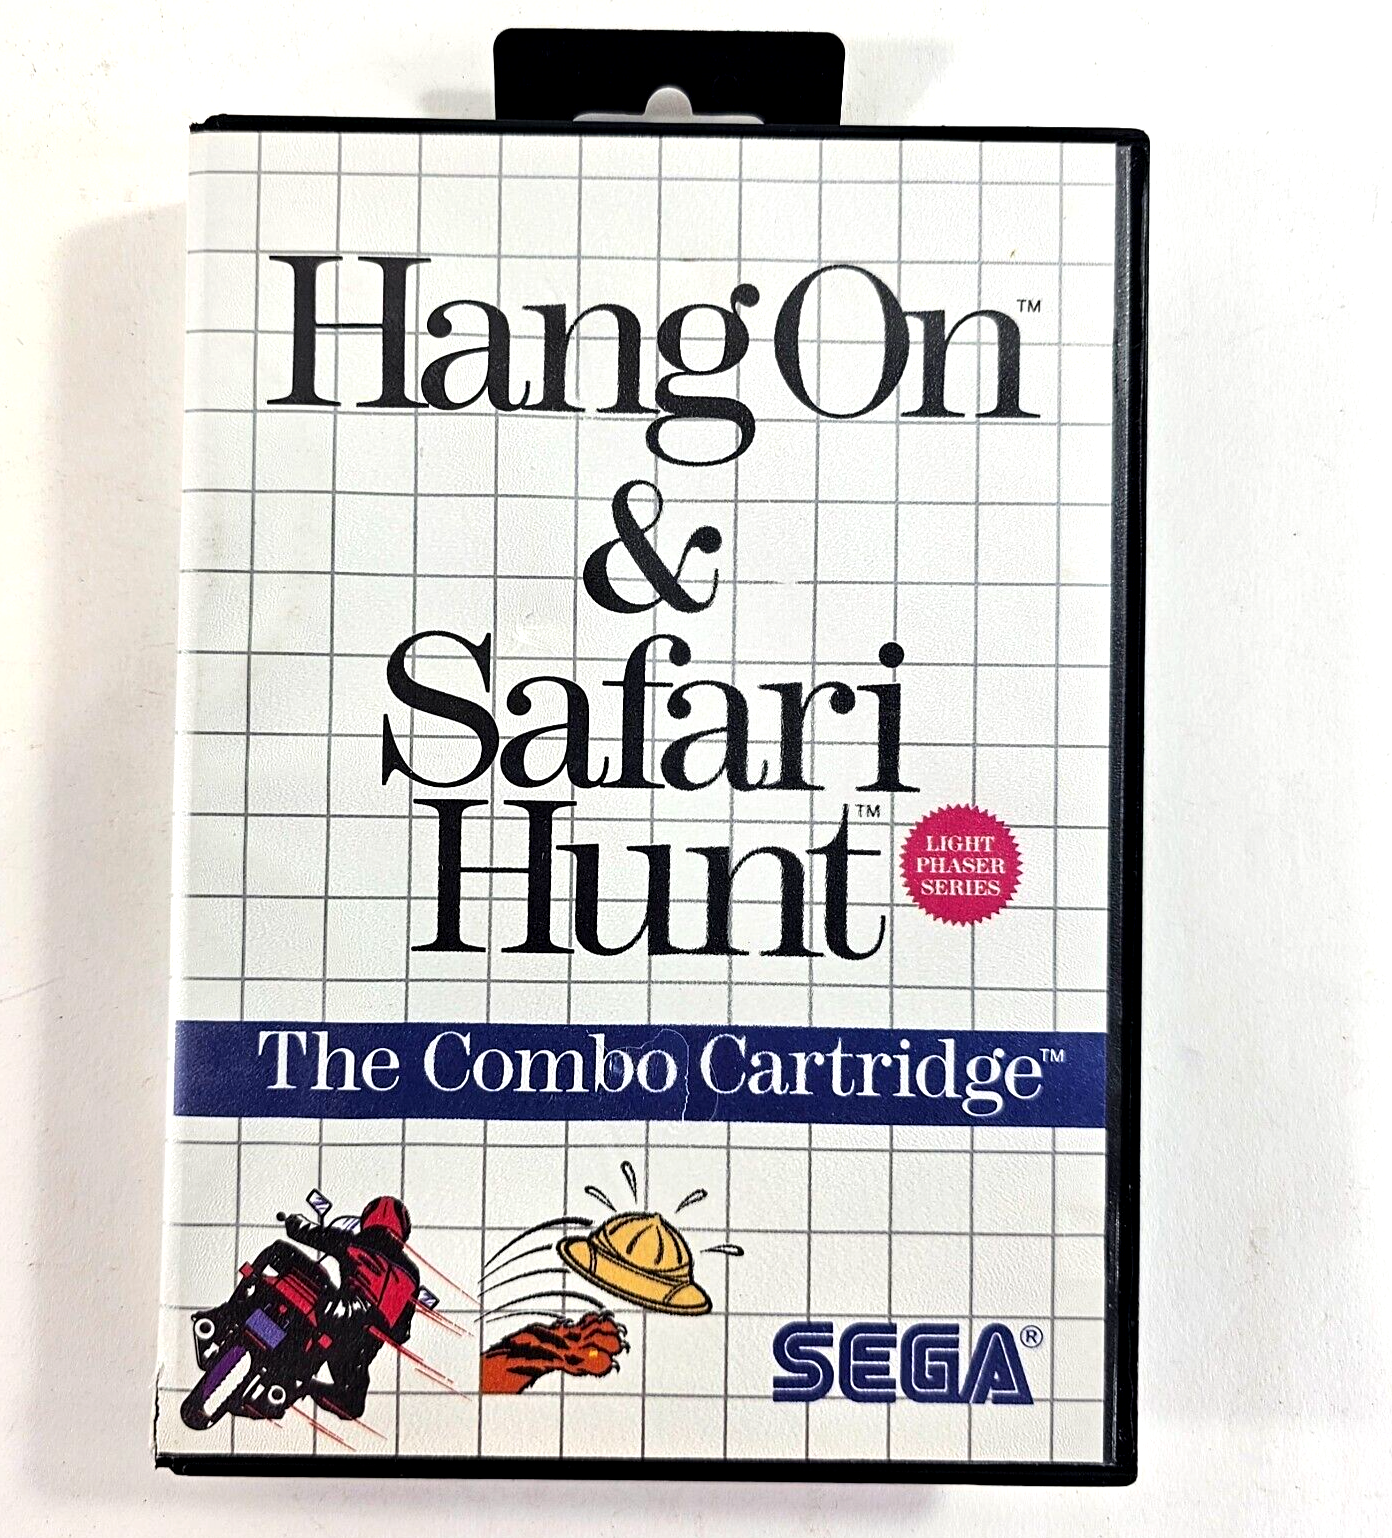 Hang On™
&
Safari
Hunt™
LIGHT
PHASER
SERIES
The Combo Cartridge™
SEGA®